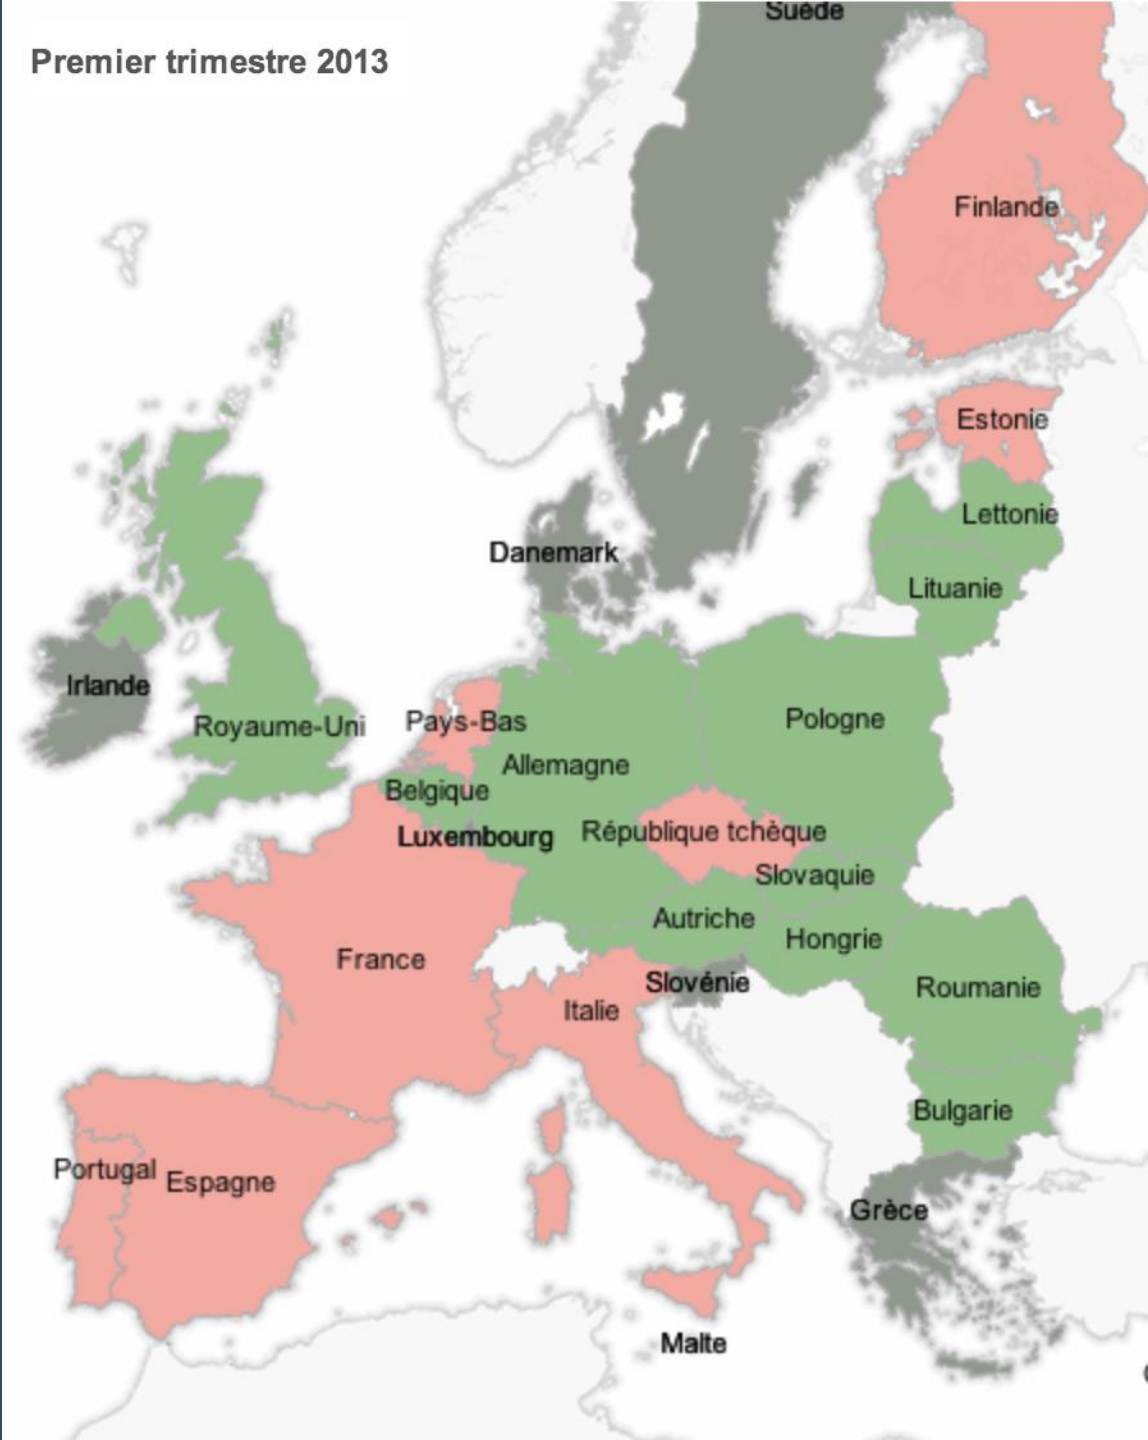 Suède
Premier trimestre 2013
Finlande
Estonie
Lettonie
Danemark
Lituanie
Irlande
Royaume-Uni
Pays-Bas
Pologne
Allemagne
Belgique
Luxembourg
République tchèque
Slovaquie
Autriche
Hongrie
France
Slovénie
Roumanie
Italie
Bulgarie
Portugal
Espagne
Grèce
Malte